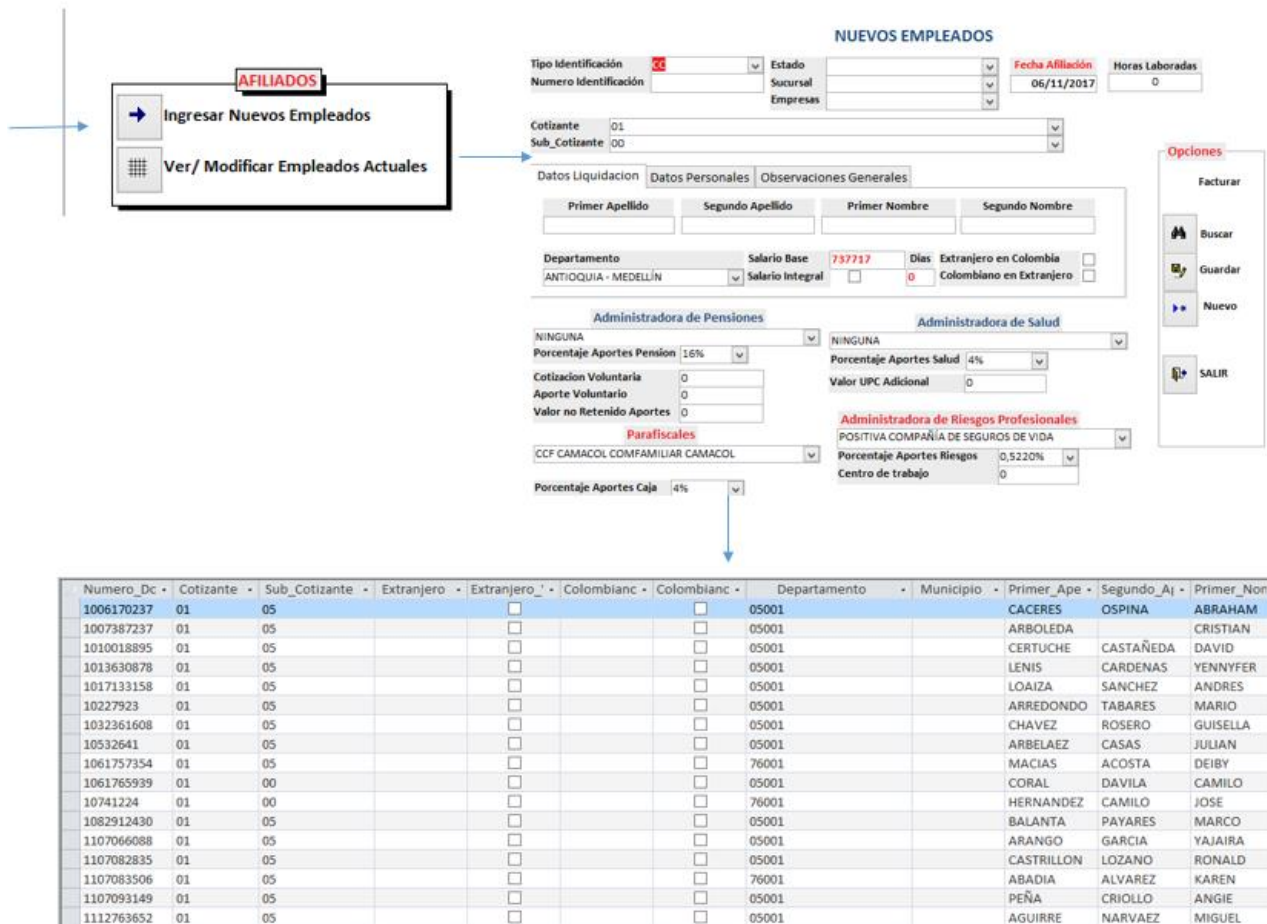 AFILIADOS
Ingresar Nuevos Empleados
Ver/ Modificar Empleados Actuales
NUEVOS EMPLEADOS
Tipo Identificación CC Estado Fecha Afiliación Horas Laboradas
Numero Identificación Sucursal 06/11/2017 0
Empresas
Cotizante 01
Sub_Cotizante 00
Datos Liquidacion Datos Personales Observaciones Generales
Primer Apellido Segundo Apellido Primer Nombre Segundo Nombre
Departamento Salario Base 737717 Dias Extranjero en Colombia
ANTIOQUIA - MEDELLÍN Salario Integral 0 Colombiano en Extranjero
Opciones
Facturar
Buscar
Guardar
Nuevo
SALIR
Administradora de Pensiones
NINGUNA
Porcentaje Aportes Pension 16%
Cotizacion Voluntaria 0
Aporte Voluntario 0
Valor no Retenido Aportes 0
Administradora de Salud
NINGUNA
Porcentaje Aportes Salud 4%
Valor UPC Adicional 0
Parafiscales
CCF CAMACOL COMFAMILIAR CAMACOL
Porcentaje Aportes Caja 4%
Administradora de Riesgos Profesionales
POSITIVA COMPAÑÍA DE SEGUROS DE VIDA
Porcentaje Aportes Riesgos 0,5220%
Centro de trabajo 0
Numero_Dc Cotizante Sub_Cotizante Extranjero Extranjero_ Colombianc Colombianc Departamento Municipio Primer_Ape Segundo_A Primer_Non
1006170237 01 05 05001 CACERES OSPINA ABRAHAM
1007387237 01 05 05001 ARBOLEDA CRISTIAN
1010018895 01 05 05001 CERTUCHE CASTAÑEDA DAVID
1013630878 01 05 05001 LENIS CARDENAS YENNYFER
1017133158 01 05 05001 LOAIZA SANCHEZ ANDRES
10227923 01 05 05001 ARREDONDO TABARES MARIO
1032361608 01 05 05001 CHAVEZ ROSERO GUISELLA
10532641 01 05 05001 ARBELAEZ CASAS JULIAN
1061757354 01 05 76001 MACIAS ACOSTA DEIBY
1061765939 01 00 05001 CORAL DAVILA CAMILO
10741224 01 00 76001 HERNANDEZ CAMILO JOSE
1082912430 01 05 05001 BALANTA PAYARES MARCO
1107066088 01 05 05001 ARANGO GARCIA YAJAIRA
1107082835 01 05 05001 CASTRILLON LOZANO RONALD
1107083506 01 05 76001 ABADIA ALVAREZ KAREN
1107093149 01 05 05001 PEÑA CRIOLLO ANGIE
1112763652 01 05 05001 AGUIRRE NARVAEZ MIGUEL